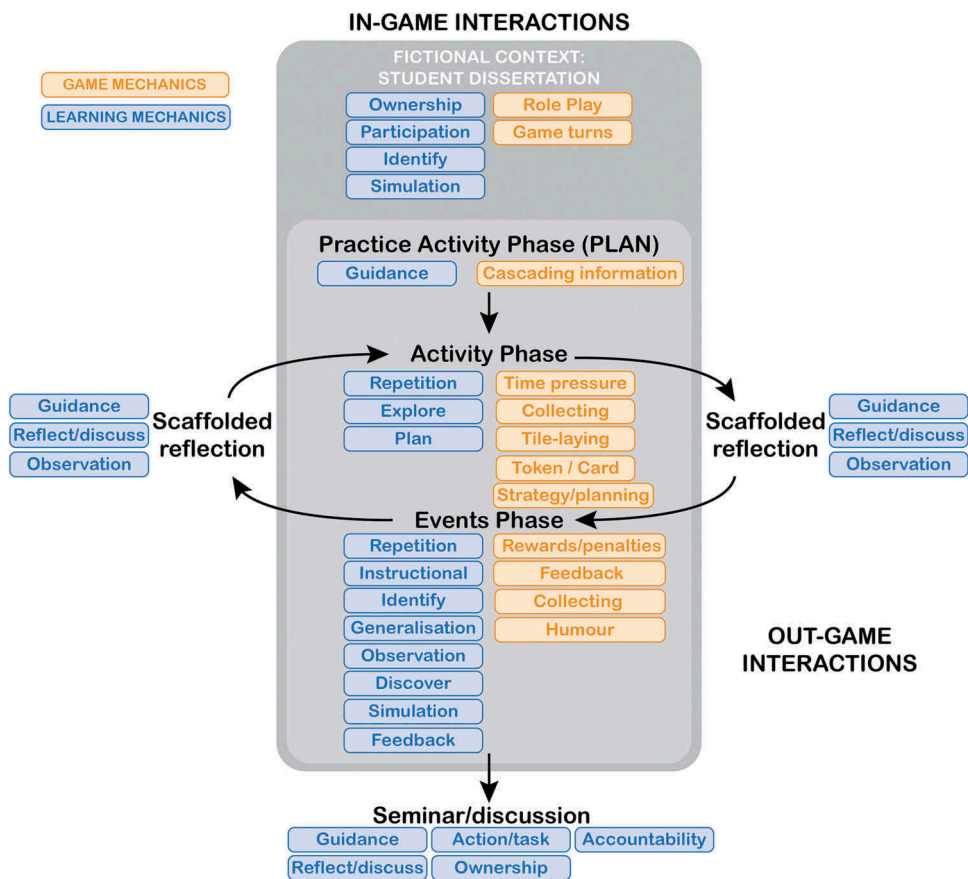 IN-GAME INTERACTIONS
FICTIONAL CONTEXT:
STUDENT DISSERTATION
GAME MECHANICS
LEARNING MECHANICS
Ownership
Participation
Identify
Simulation
Role Play
Game turns
Practice Activity Phase (PLAN)
Guidance
Cascading information
Activity Phase
Repetition
Explore
Plan
Time pressure
Collecting
Tile-laying
Token / Card
Strategy/planning
Guidance
Reflect/discuss
Observation
Scaffolded
reflection
Scaffolded
reflection
Guidance
Reflect/discuss
Observation
Events Phase
Repetition
Instructional
Identify
Generalisation
Observation
Discover
Simulation
Feedback
Rewards/penalties
Feedback
Collecting
Humour
OUT-GAME
INTERACTIONS
Seminar/discussion
Guidance
Action/task
Accountability
Reflect/discuss
Ownership